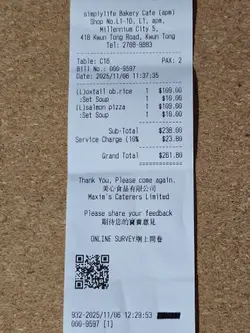 simplylife Bakery Cafe (apm)
Shop No.L1-10, L1, apm,
Millennium City 5,
418 Kwun Tong Road, Kwun Tong
Tel: 2708-8883
Table: C18 PAX: 2
Bill No.: 000-9597
Date: 2025/11/06 11:37:35
(L)oxtail ob.rice 1 $109.00
:Set Soup 1 $10.00
(L)salmon pizza 1 $109.00
:Set Soup 1 $10.00
Sub-Total $238.00
Service Charge (10% $23.80
Grand Total $261.80
Thank You, Please come again.
美心食品有限公司
Maxim's Caterers Limited
Please share your feedback
期待您的寶貴意見
ONLINE SURVEY網上問卷
932-2025/11/06 12:29:53
000-9597 [1]